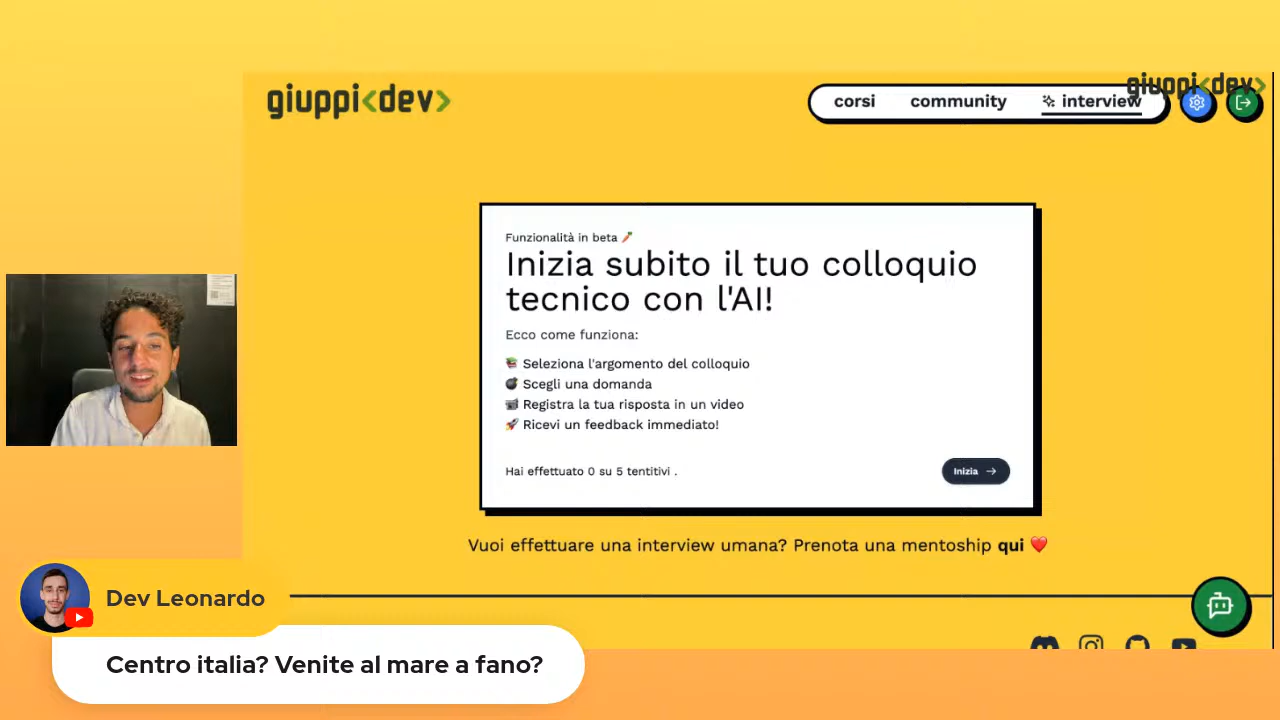 giuppi<dev>
corsi community interview
giuppi<dev>
Funzionalità in beta 🥕
Inizia subito il tuo colloquio
tecnico con l'AI!
Ecco come funziona:
📚 Seleziona l'argomento del colloquio
💣 Scegli una domanda
📹 Registra la tua risposta in un video
🚀 Ricevi un feedback immediato!
Hai effettuato 0 su 5 tentitivi .
Inizia →
Vuoi effettuare una interview umana? Prenota una mentoship qui ❤️
Dev Leonardo
Centro italia? Venite al mare a fano?